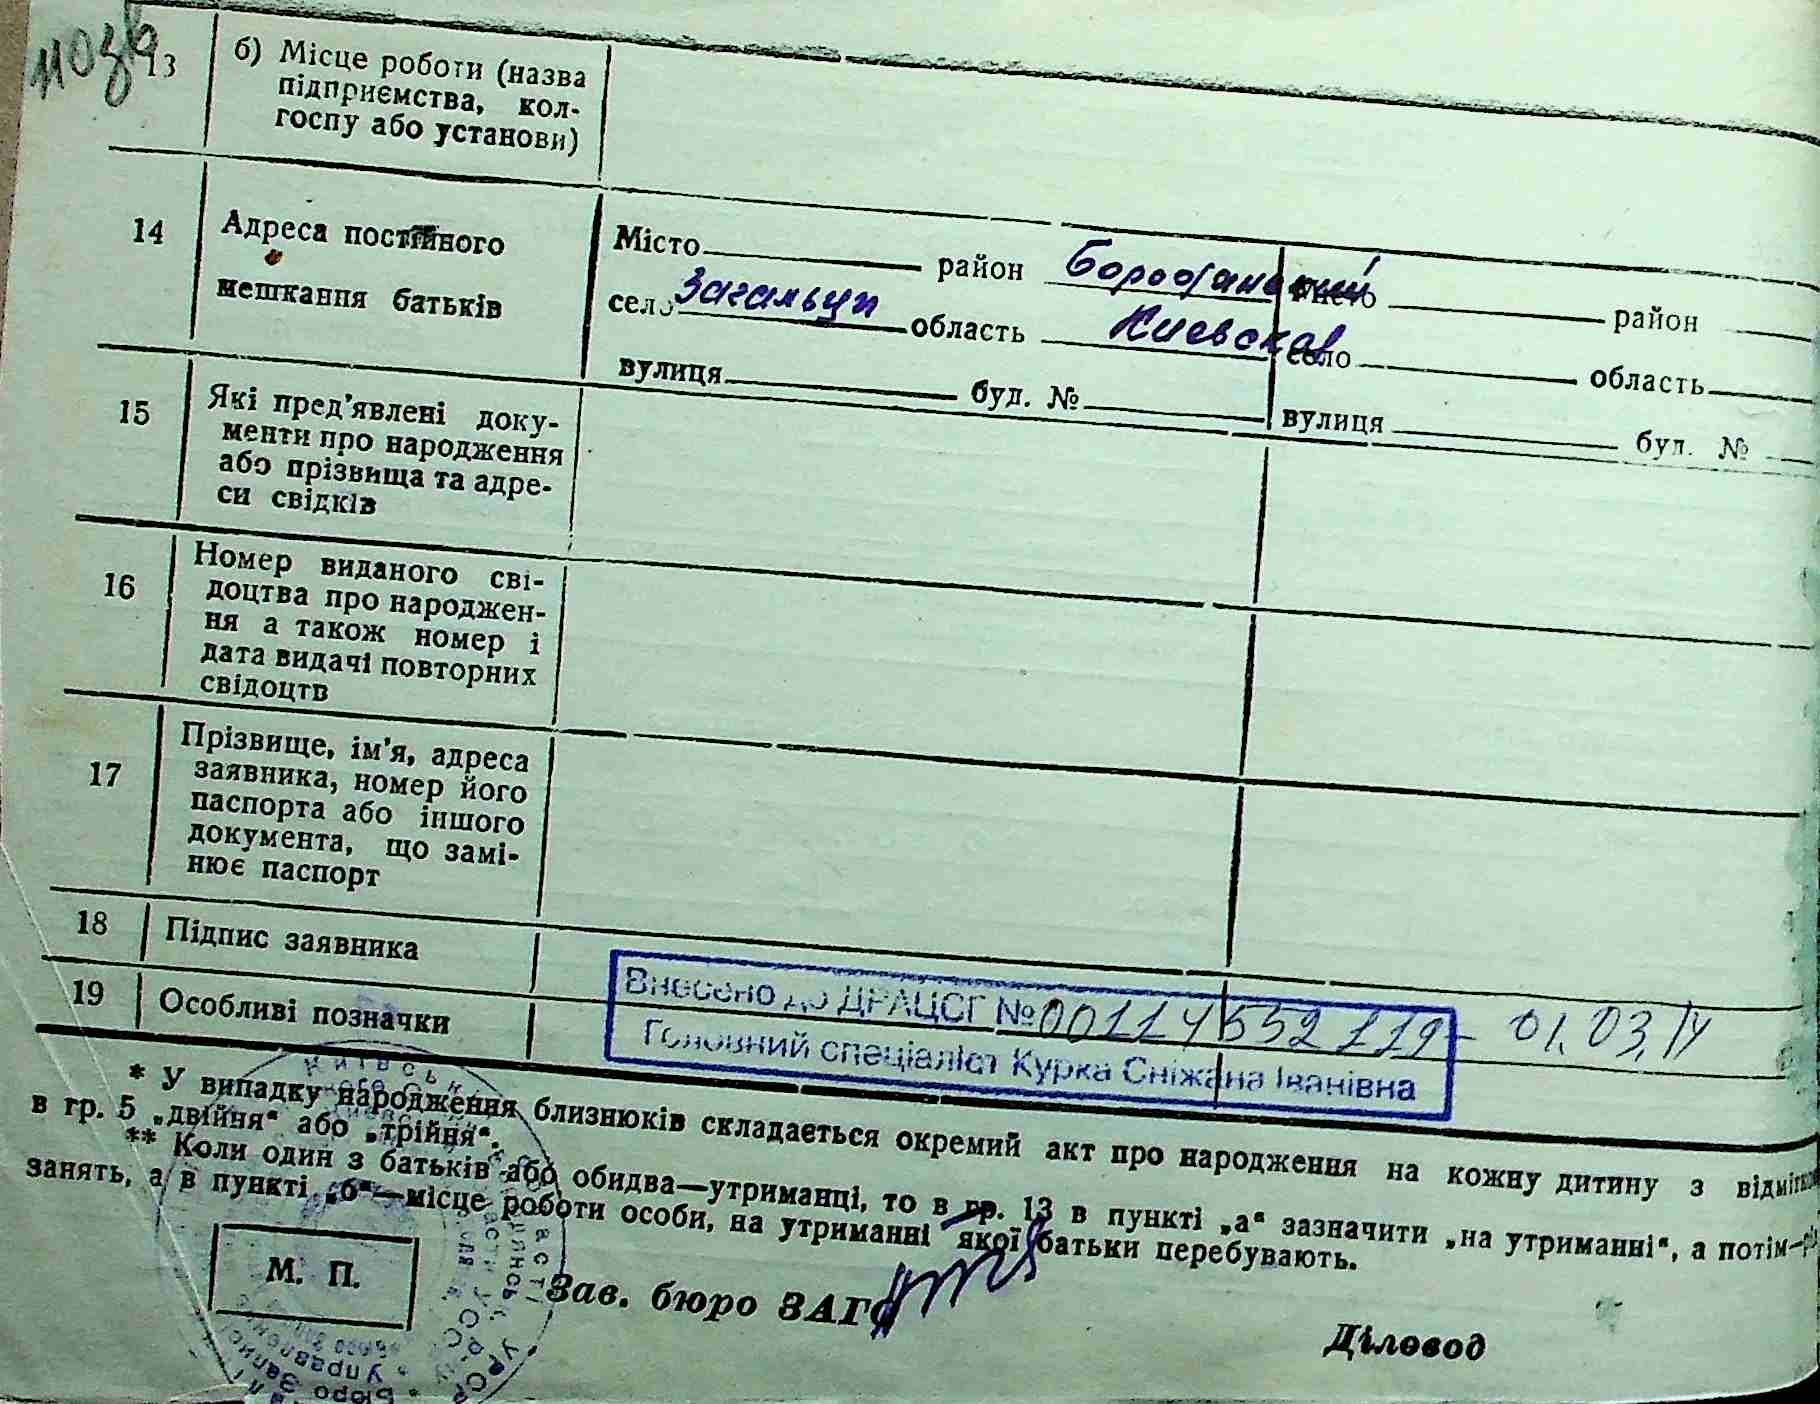 13
б) Місце роботи (назва
підприємства, кол-
госпу або установи)
14
Адреса постійного
мешкання батьків
Місто район Бородянский
село Загальцы область Киевская
вулиця буд. №
Місто район
село область
вулиця буд. №
15
Які пред'явлені доку-
менти про народження
або прізвища та адре-
си свідків
16
Номер виданого сві-
доцтва про народжен-
ня а також номер і
дата видачі повторних
свідоцтв
17
Прізвище, ім'я, адреса
заявника, номер його
паспорта або іншого
документа, що замі-
нює паспорт
18
Підпис заявника
19
Особливі позначки
Внесено до ДРАЦСГ № 00114552119 - 01.03.
Головний спеціаліст Курка Сніжана Іванівна
* У випадку народження близнюків складається окремий акт про народження на кожну дитину з відміткою
в гр. 5 „двійня“ або „трійня“.
** Коли один з батьків або обидва—утриманці, то в гр. 13 в пункті „а“ зазначити „на утриманні“, а потім—
занять, а в пункті „б“—місце роботи особи, на утриманні якої батьки перебувають.
М. П.
Зав. бюро ЗАГС
Діловод